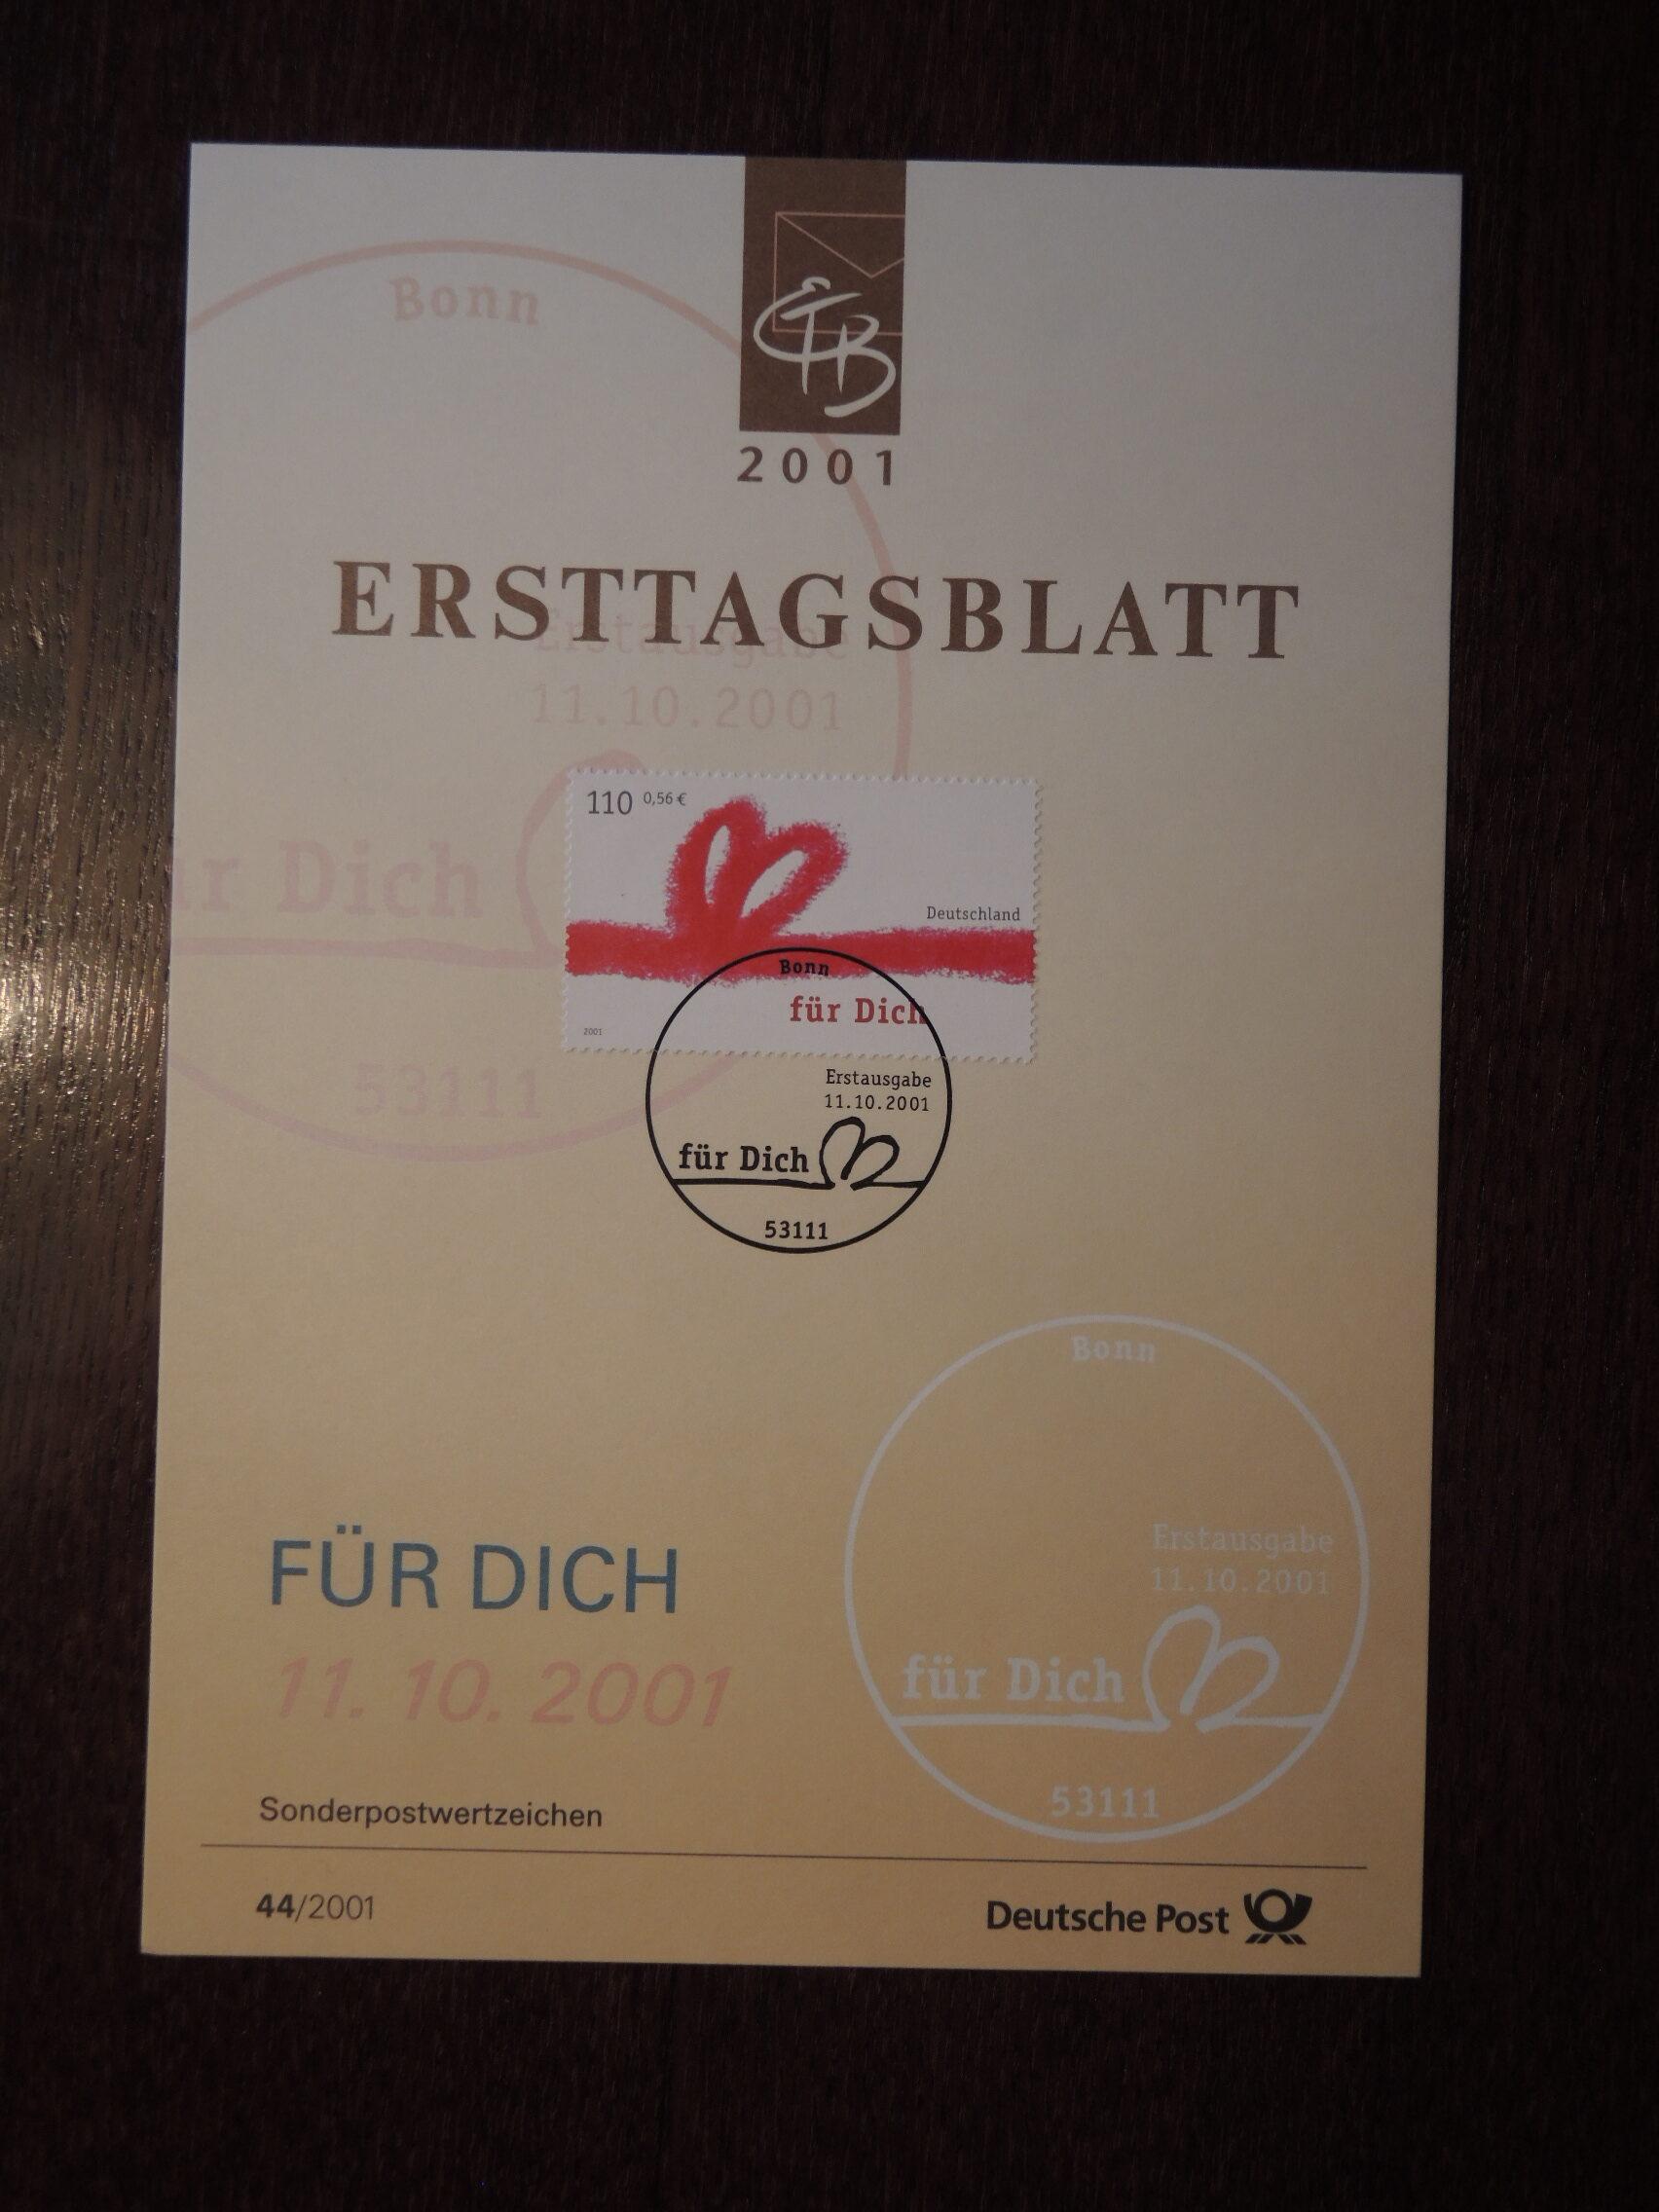 Bonn
ETB
2001
ERSTTAGSBLATT
Erstausgabe
11.10.2001
ür Dich
53111
110 0,56 €
Deutschland
für Dich
2001
Bonn
Erstausgabe
11.10.2001
für Dich
53111
Bonn
Erstausgabe
11.10.2001
für Dich
53111
FÜR DICH
11. 10. 2001
Sonderpostwertzeichen
44/2001
Deutsche Post